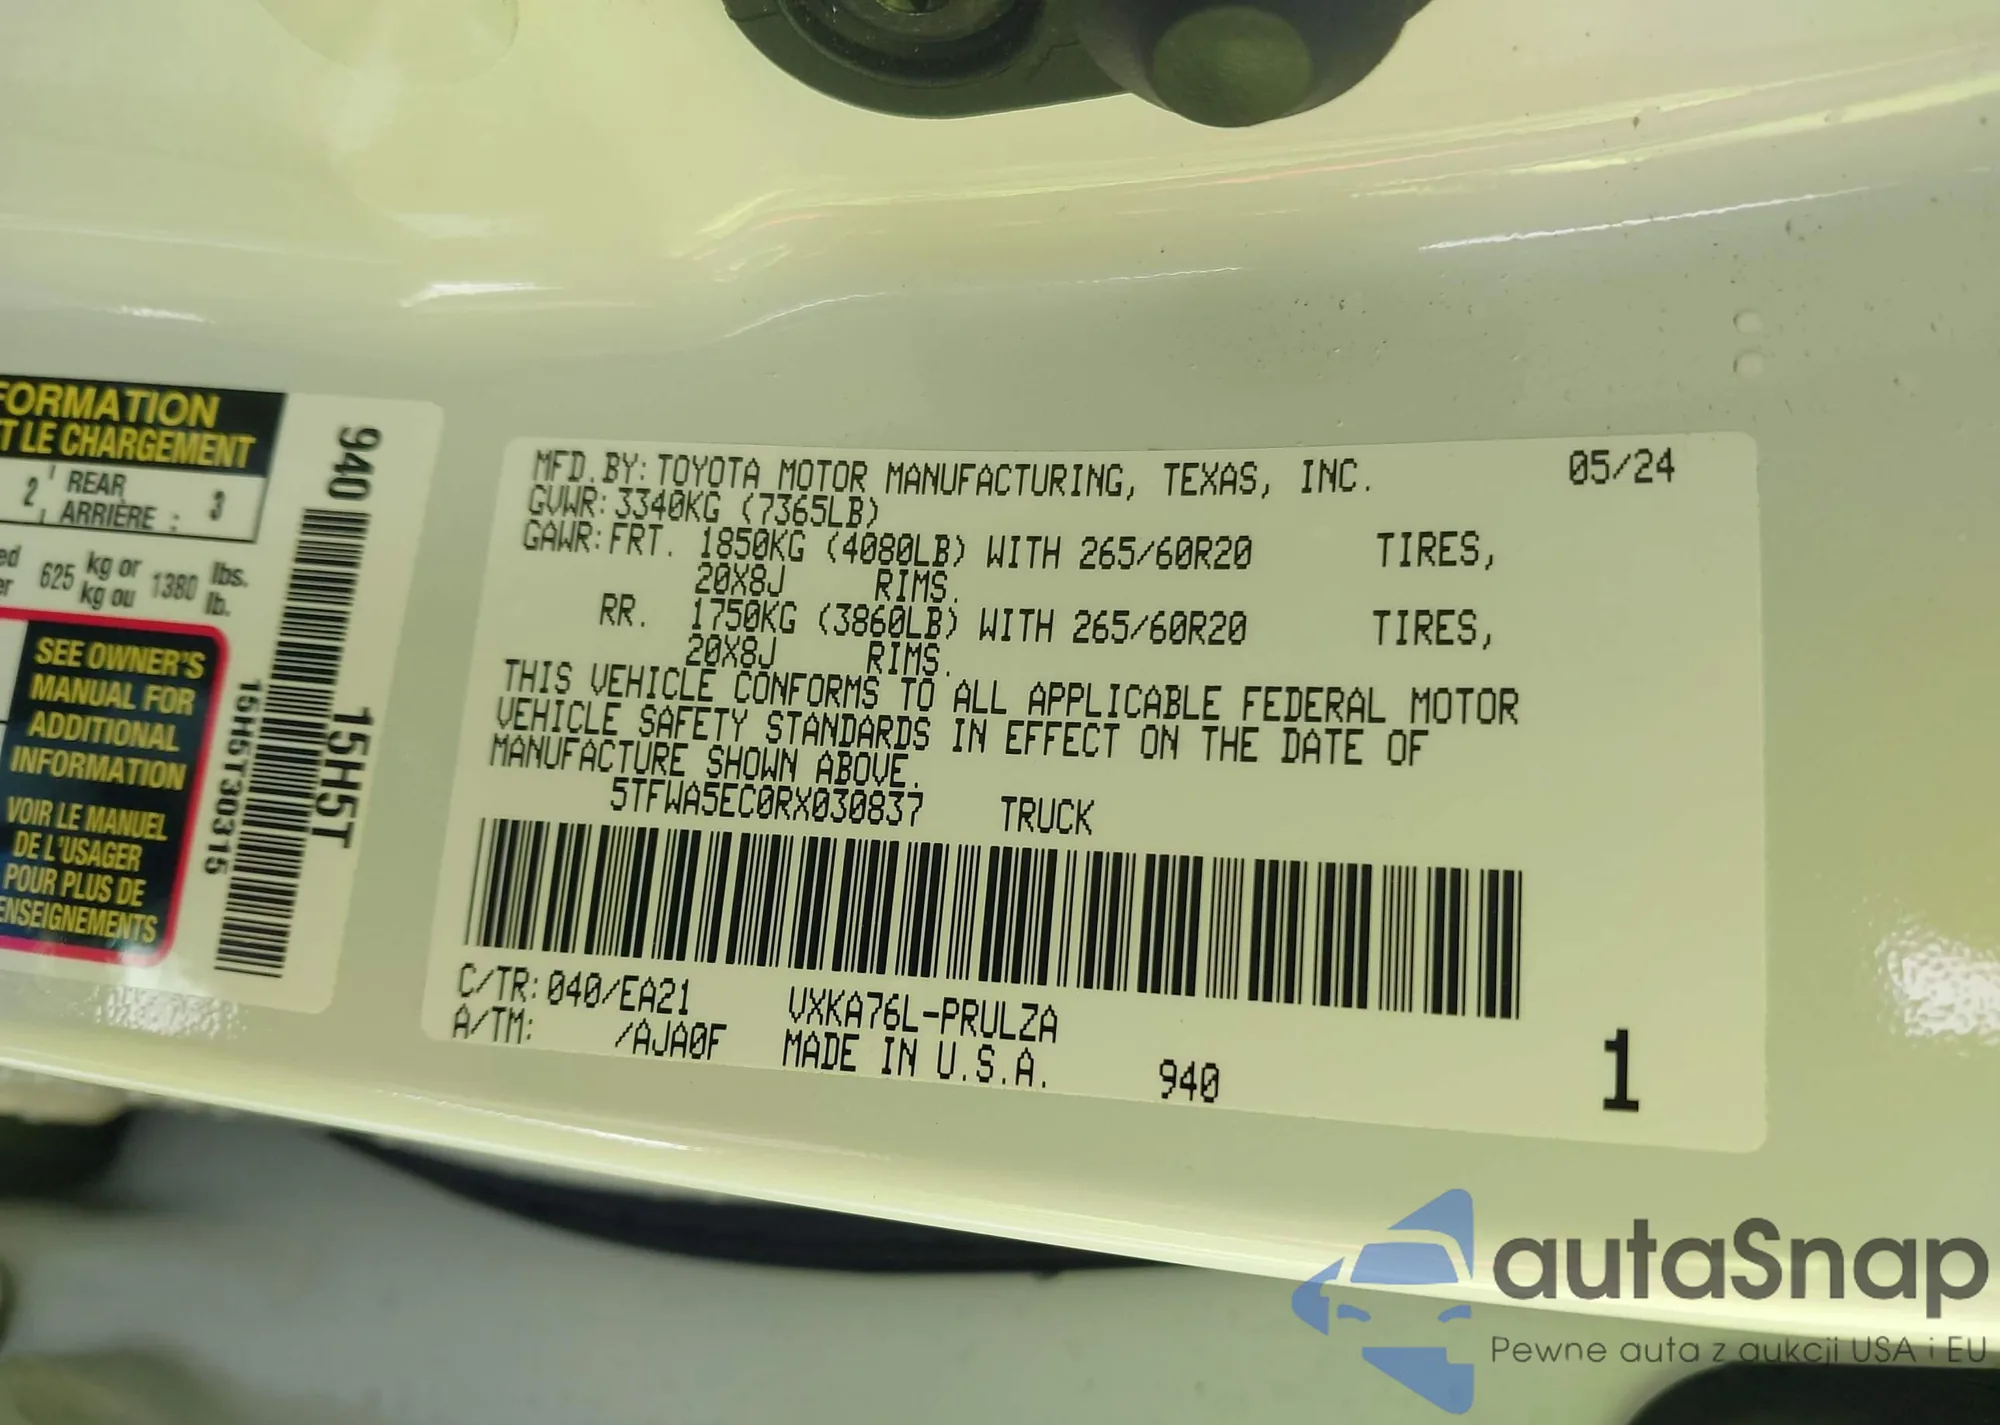 FORMATION
T LE CHARGEMENT
2, REAR
ARRIÈRE : 3
625 kg or 1380 lbs.
kg ou lb.
SEE OWNER'S
MANUAL FOR
ADDITIONAL
INFORMATION
VOIR LE MANUEL
DE L'USAGER
POUR PLUS DE
ENSEIGNEMENTS
940
15H5T
15H5T30315
MFD.BY:TOYOTA MOTOR MANUFACTURING, TEXAS, INC. 05/24
GVWR:3340KG (7365LB)
GAWR:FRT. 1850KG (4080LB) WITH 265/60R20 TIRES,
20X8J RIMS.
RR. 1750KG (3860LB) WITH 265/60R20 TIRES,
20X8J RIMS.
THIS VEHICLE CONFORMS TO ALL APPLICABLE FEDERAL MOTOR
VEHICLE SAFETY STANDARDS IN EFFECT ON THE DATE OF
MANUFACTURE SHOWN ABOVE.
5TFWA5EC0RX030837 TRUCK
C/TR:040/EA21 VXKA76L-PRULZA
A/TM: /AJA0F MADE IN U.S.A. 940 1
autaSnap
Pewne auta z aukcji USA i EU